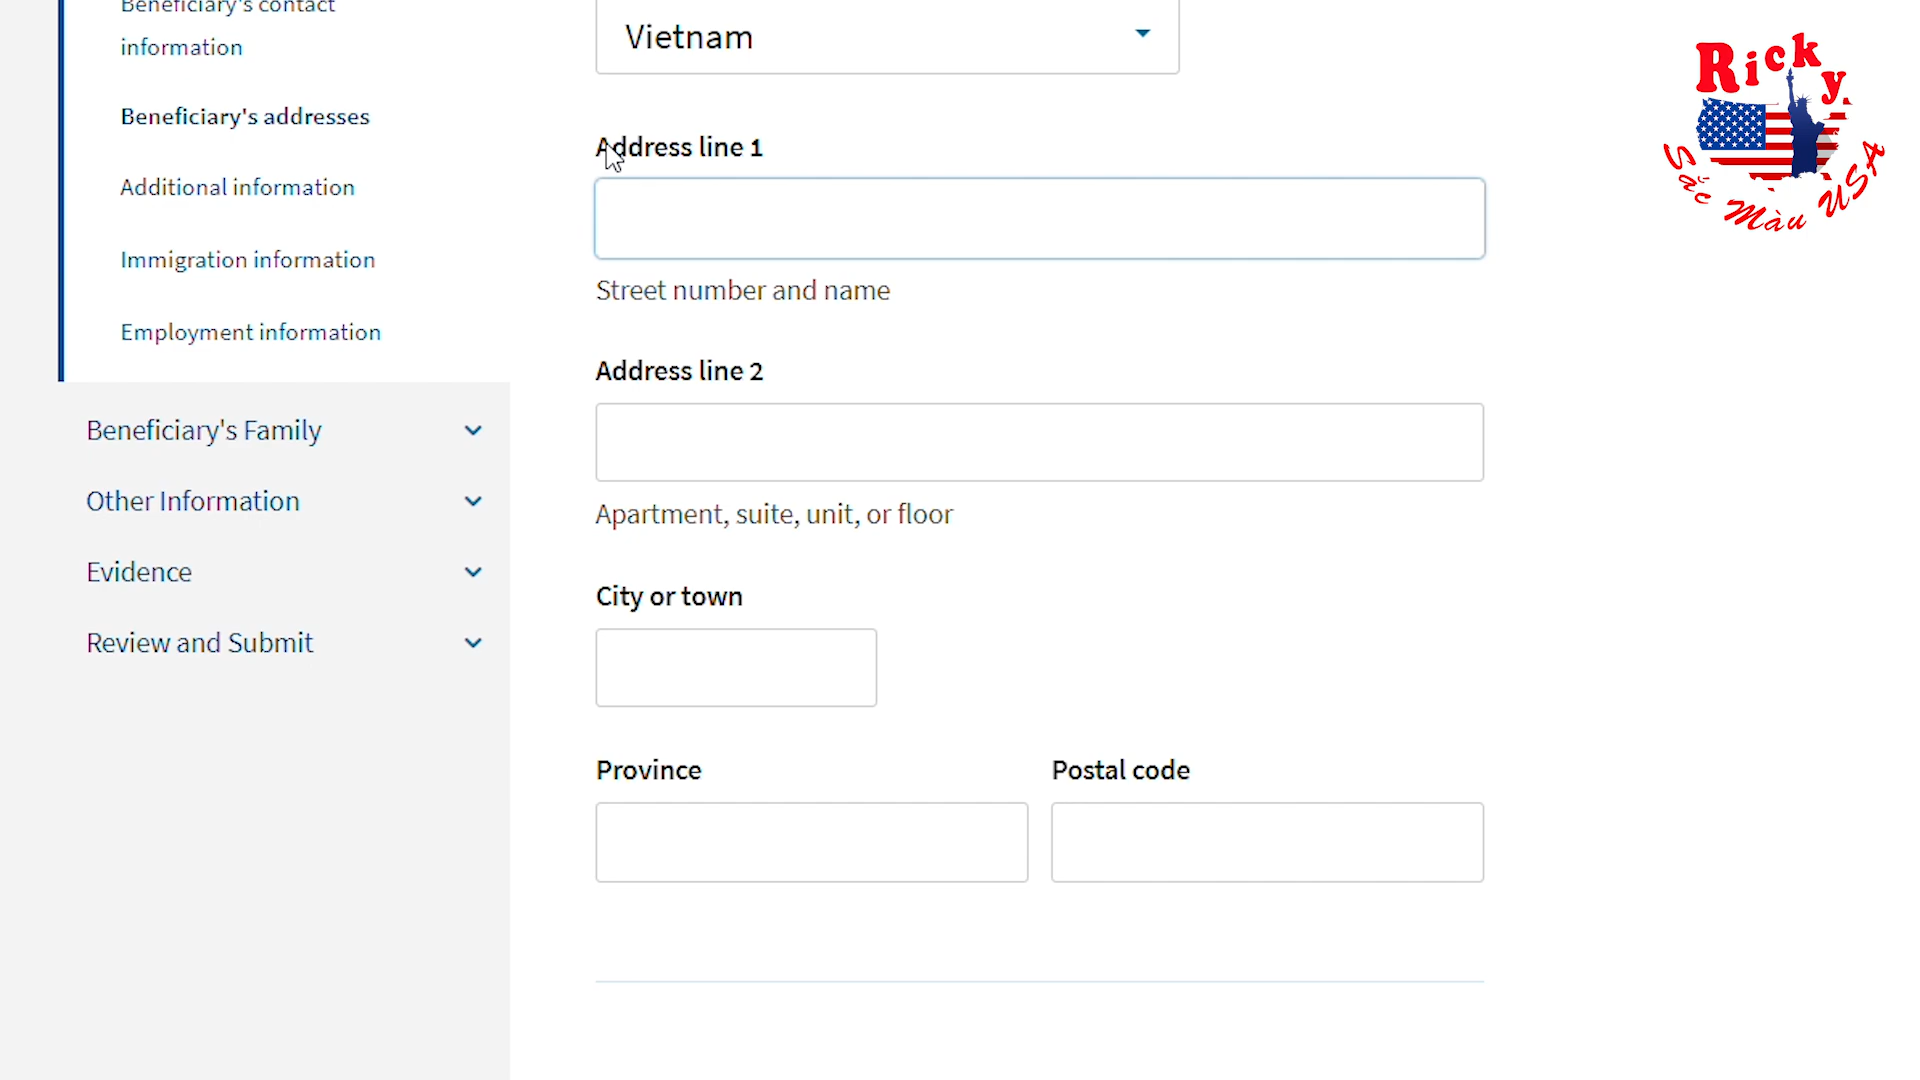 Beneficiary's contact
information
Beneficiary's addresses
Additional information
Immigration information
Employment information
Beneficiary's Family
Other Information
Evidence
Review and Submit
Vietnam
Address line 1
Street number and name
Address line 2
Apartment, suite, unit, or floor
City or town
Province
Postal code
Ricky
Sắc Màu USA